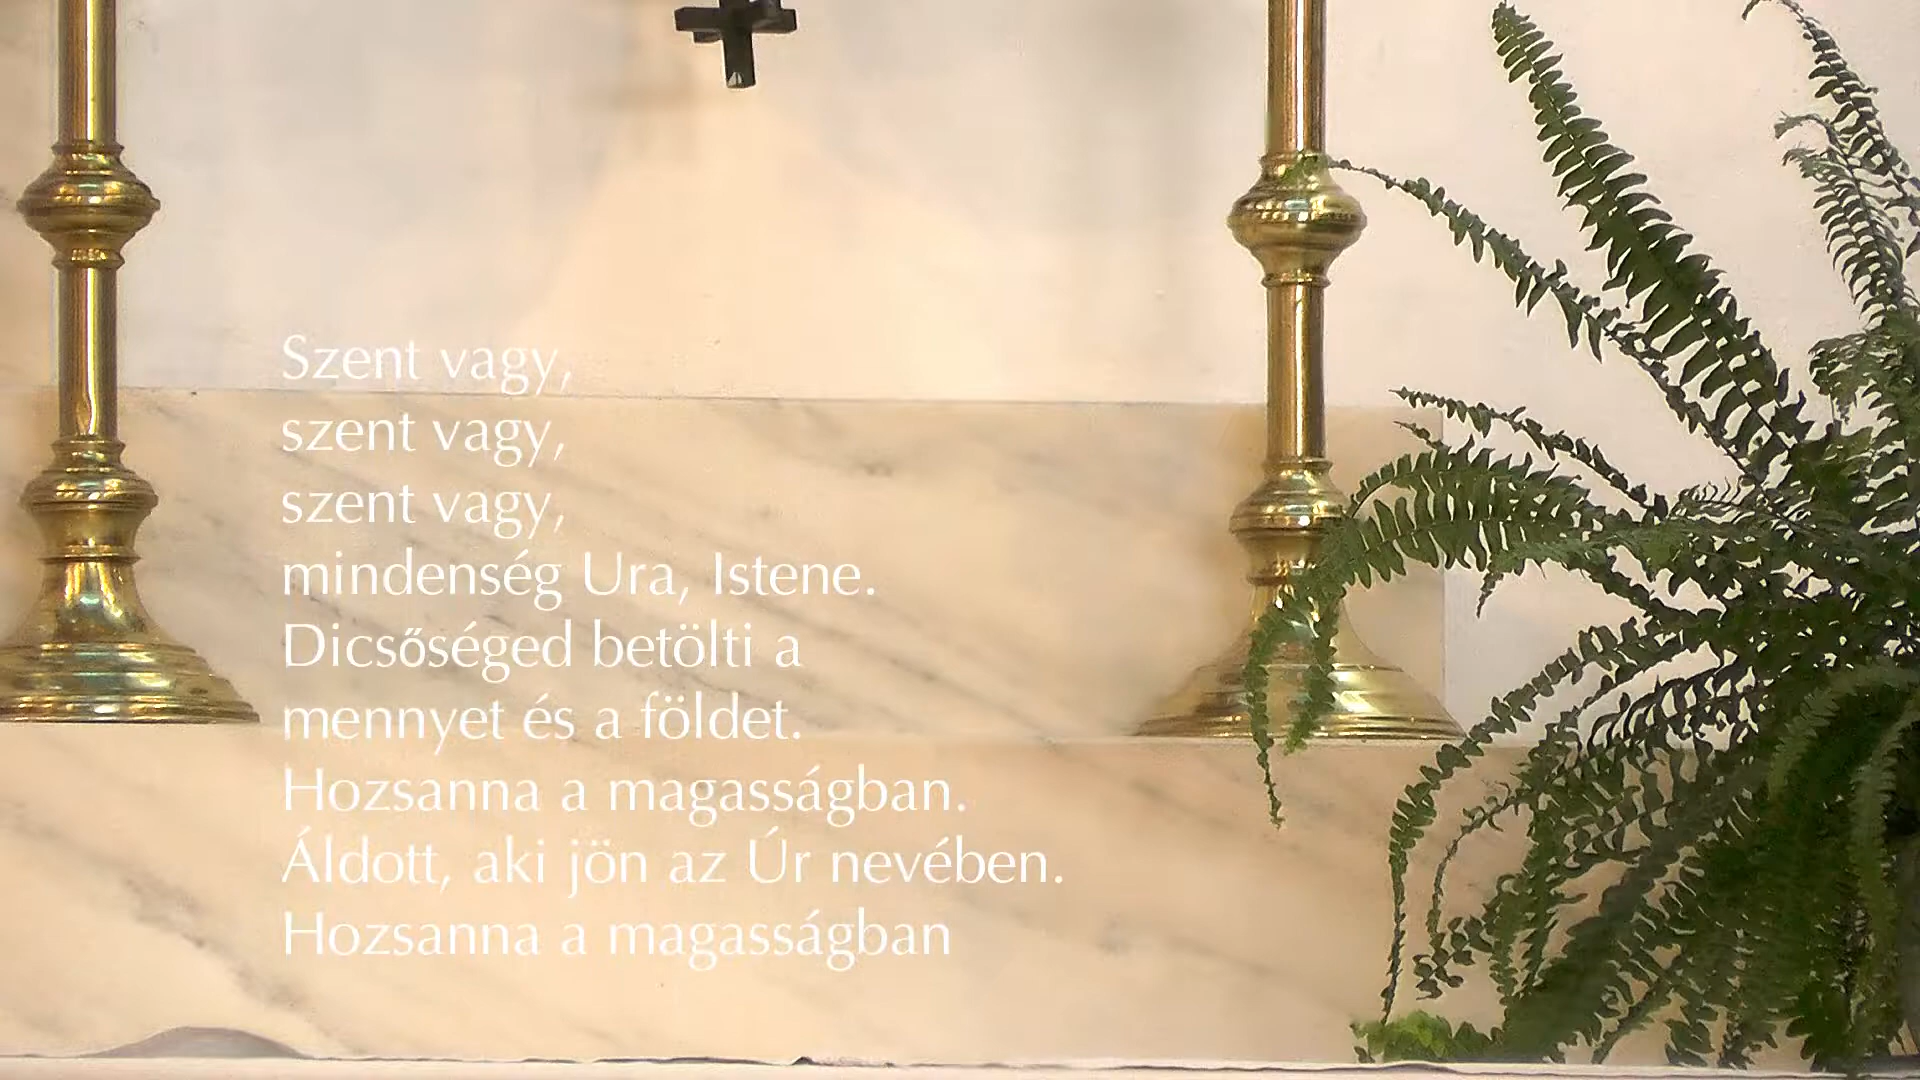 Szent vagy,
szent vagy,
szent vagy,
mindenség Ura, Istene.
Dicsőséged betölti a
mennyet és a földet.
Hozsanna a magasságban.
Áldott, aki jön az Úr nevében.
Hozsanna a magasságban